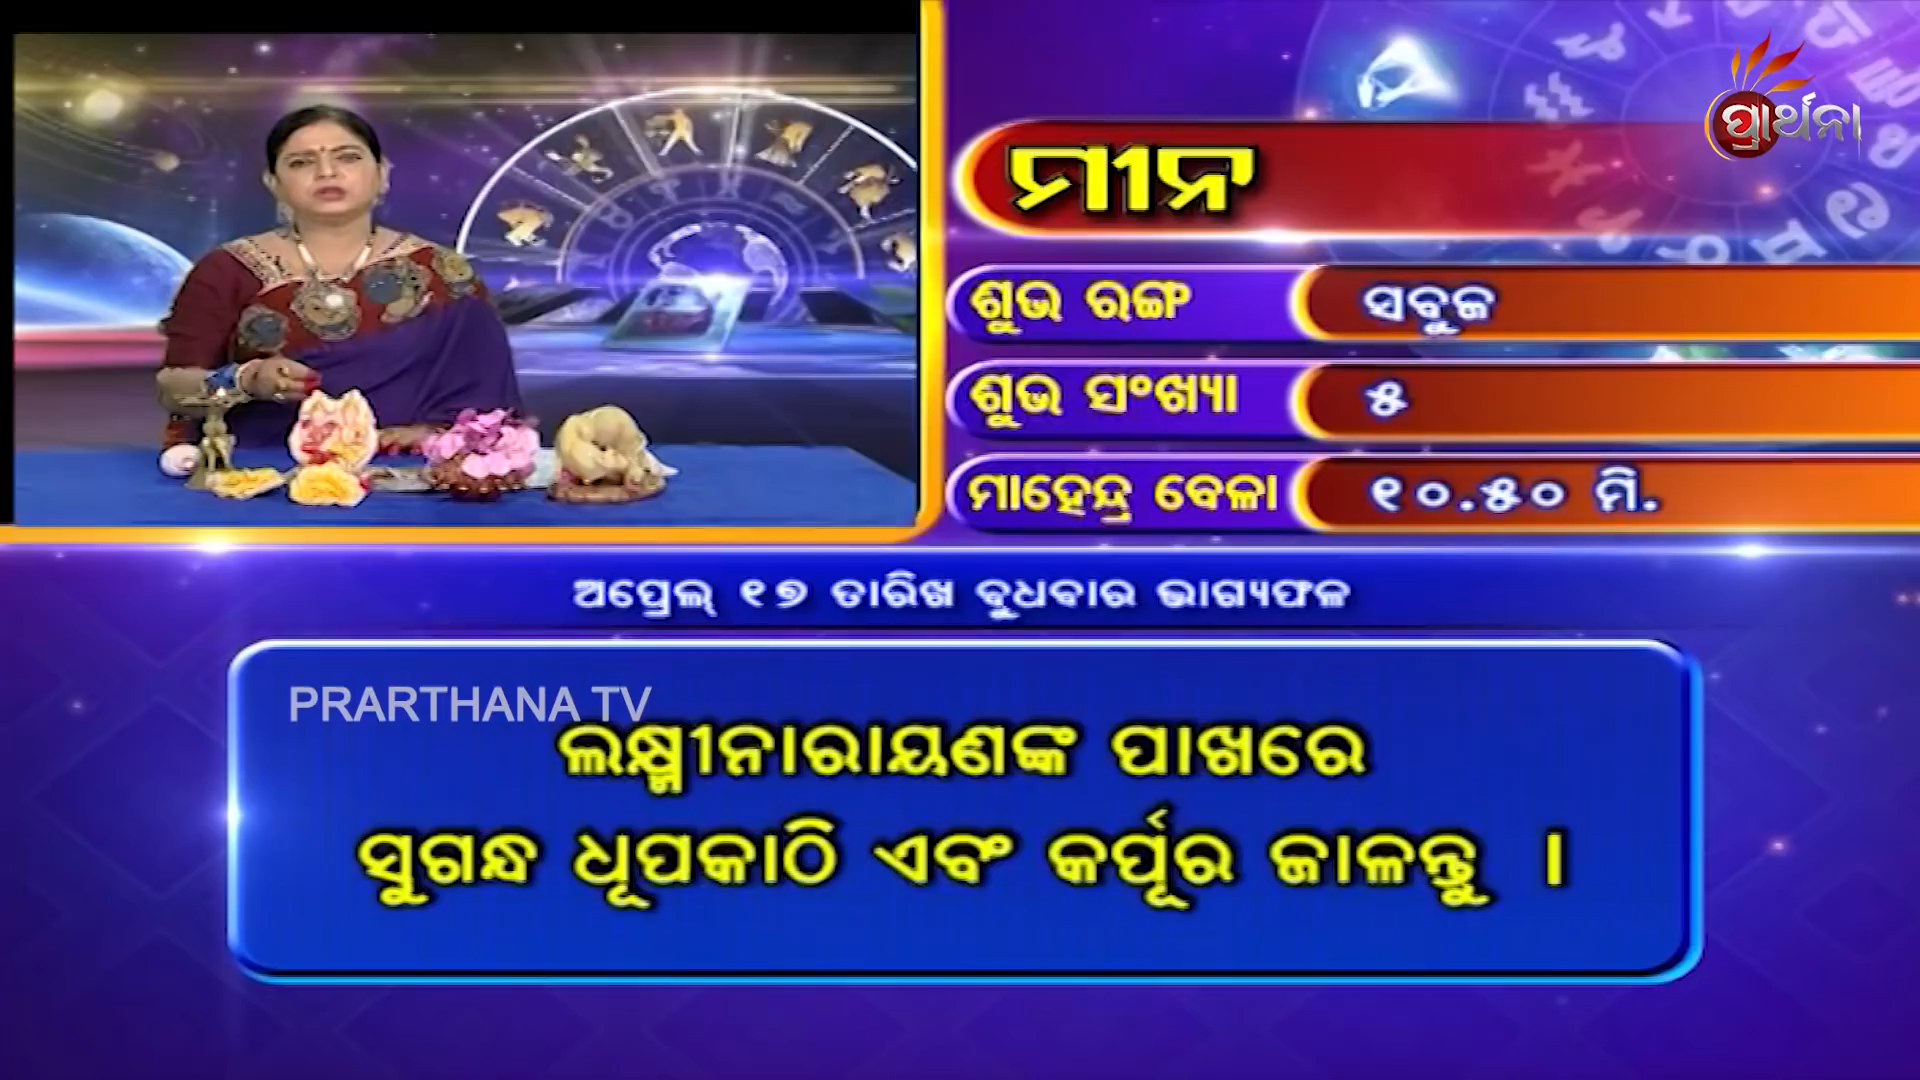 ପ୍ରାର୍ଥନା
ମୀନ
ଶୁଭ ରଙ୍ଗ ସବୁଜ
ଶୁଭ ସଂଖ୍ୟା ୫
ମାହେନ୍ଦ୍ର ବେଳା ୧୦.୫୦ ମି.
ଅପ୍ରେଲ୍ ୧୭ ତାରିଖ ବୁଧବାର ଭାଗ୍ୟଫଳ
PRARTHANA TV
ଲକ୍ଷ୍ମୀନାରାୟଣଙ୍କ ପାଖରେ
ସୁଗନ୍ଧ ଧୂପକାଠି ଏବଂ କର୍ପୂର ଜାଳନ୍ତୁ ।